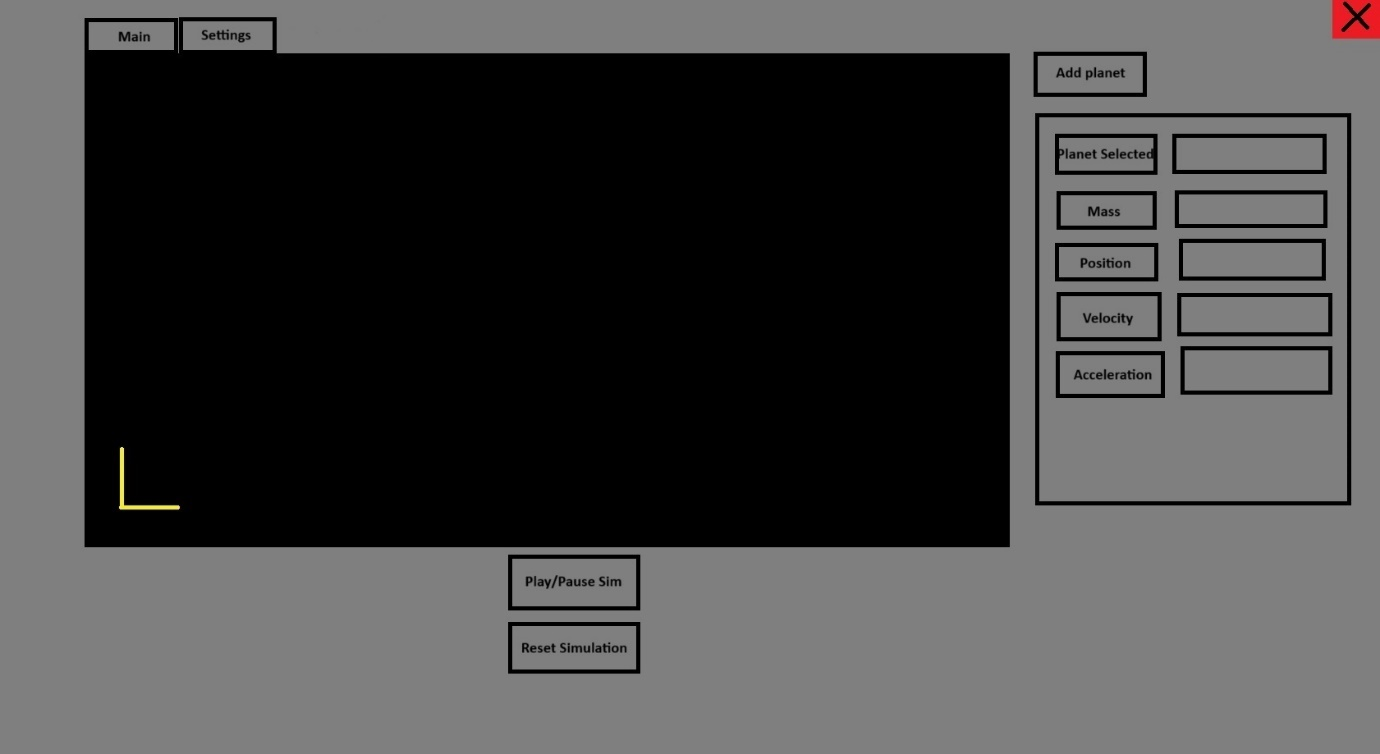 Main
Settings
Add planet
Planet Selected
Mass
Position
Velocity
Acceleration
Play/Pause Sim
Reset Simulation